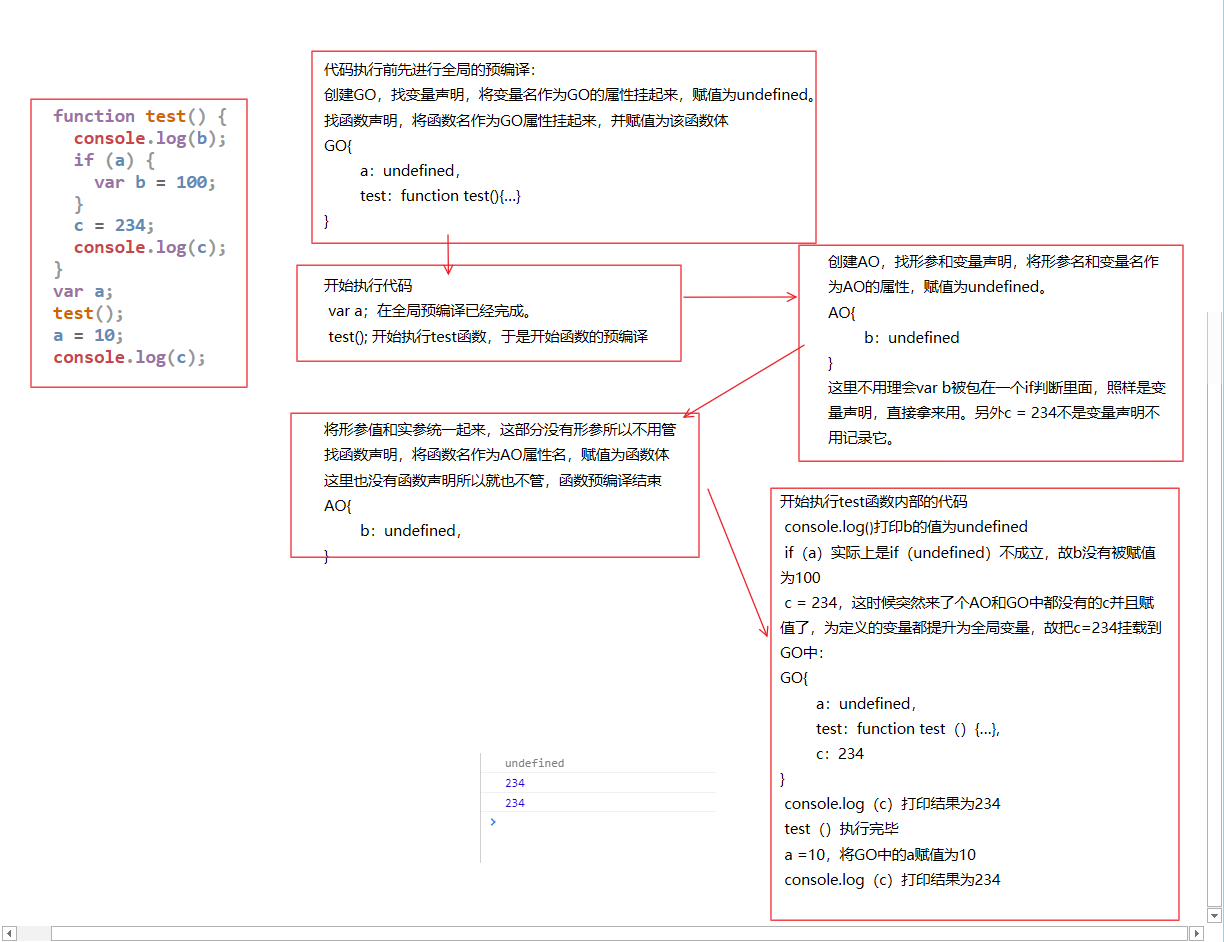 function test() {
console.log(b);
if (a) {
var b = 100;
}
c = 234;
console.log(c);
}
var a;
test();
a = 10;
console.log(c);
代码执行前先进行全局的预编译：
创建GO，找变量声明，将变量名作为GO的属性挂起来，赋值为undefined。
找函数声明，将函数名作为GO属性挂起来，并赋值为该函数体
GO{
a：undefined，
test：function test(){...}
}
开始执行代码
var a；在全局预编译已经完成。
test(); 开始执行test函数，于是开始函数的预编译
创建AO，找形参和变量声明，将形参名和变量名作
为AO的属性，赋值为undefined。
AO{
b：undefined
}
这里不用理会var b被包在一个if判断里面，照样是变
量声明，直接拿来用。另外c = 234不是变量声明不
用记录它。
将形参值和实参统一起来，这部分没有形参所以不用管
找函数声明，将函数名作为AO属性名，赋值为函数体
这里也没有函数声明所以就也不管，函数预编译结束
AO{
b：undefined，
}
开始执行test函数内部的代码
console.log()打印b的值为undefined
if（a）实际上是if（undefined）不成立，故b没有被赋值
为100
c = 234，这时候突然来了个AO和GO中都没有的c并且赋
值了，为定义的变量都提升为全局变量，故把c=234挂载到
GO中：
GO{
a：undefined，
test：function test（）{...},
c：234
}
console.log（c）打印结果为234
test（）执行完毕
a =10，将GO中的a赋值为10
console.log（c）打印结果为234
undefined
234
234